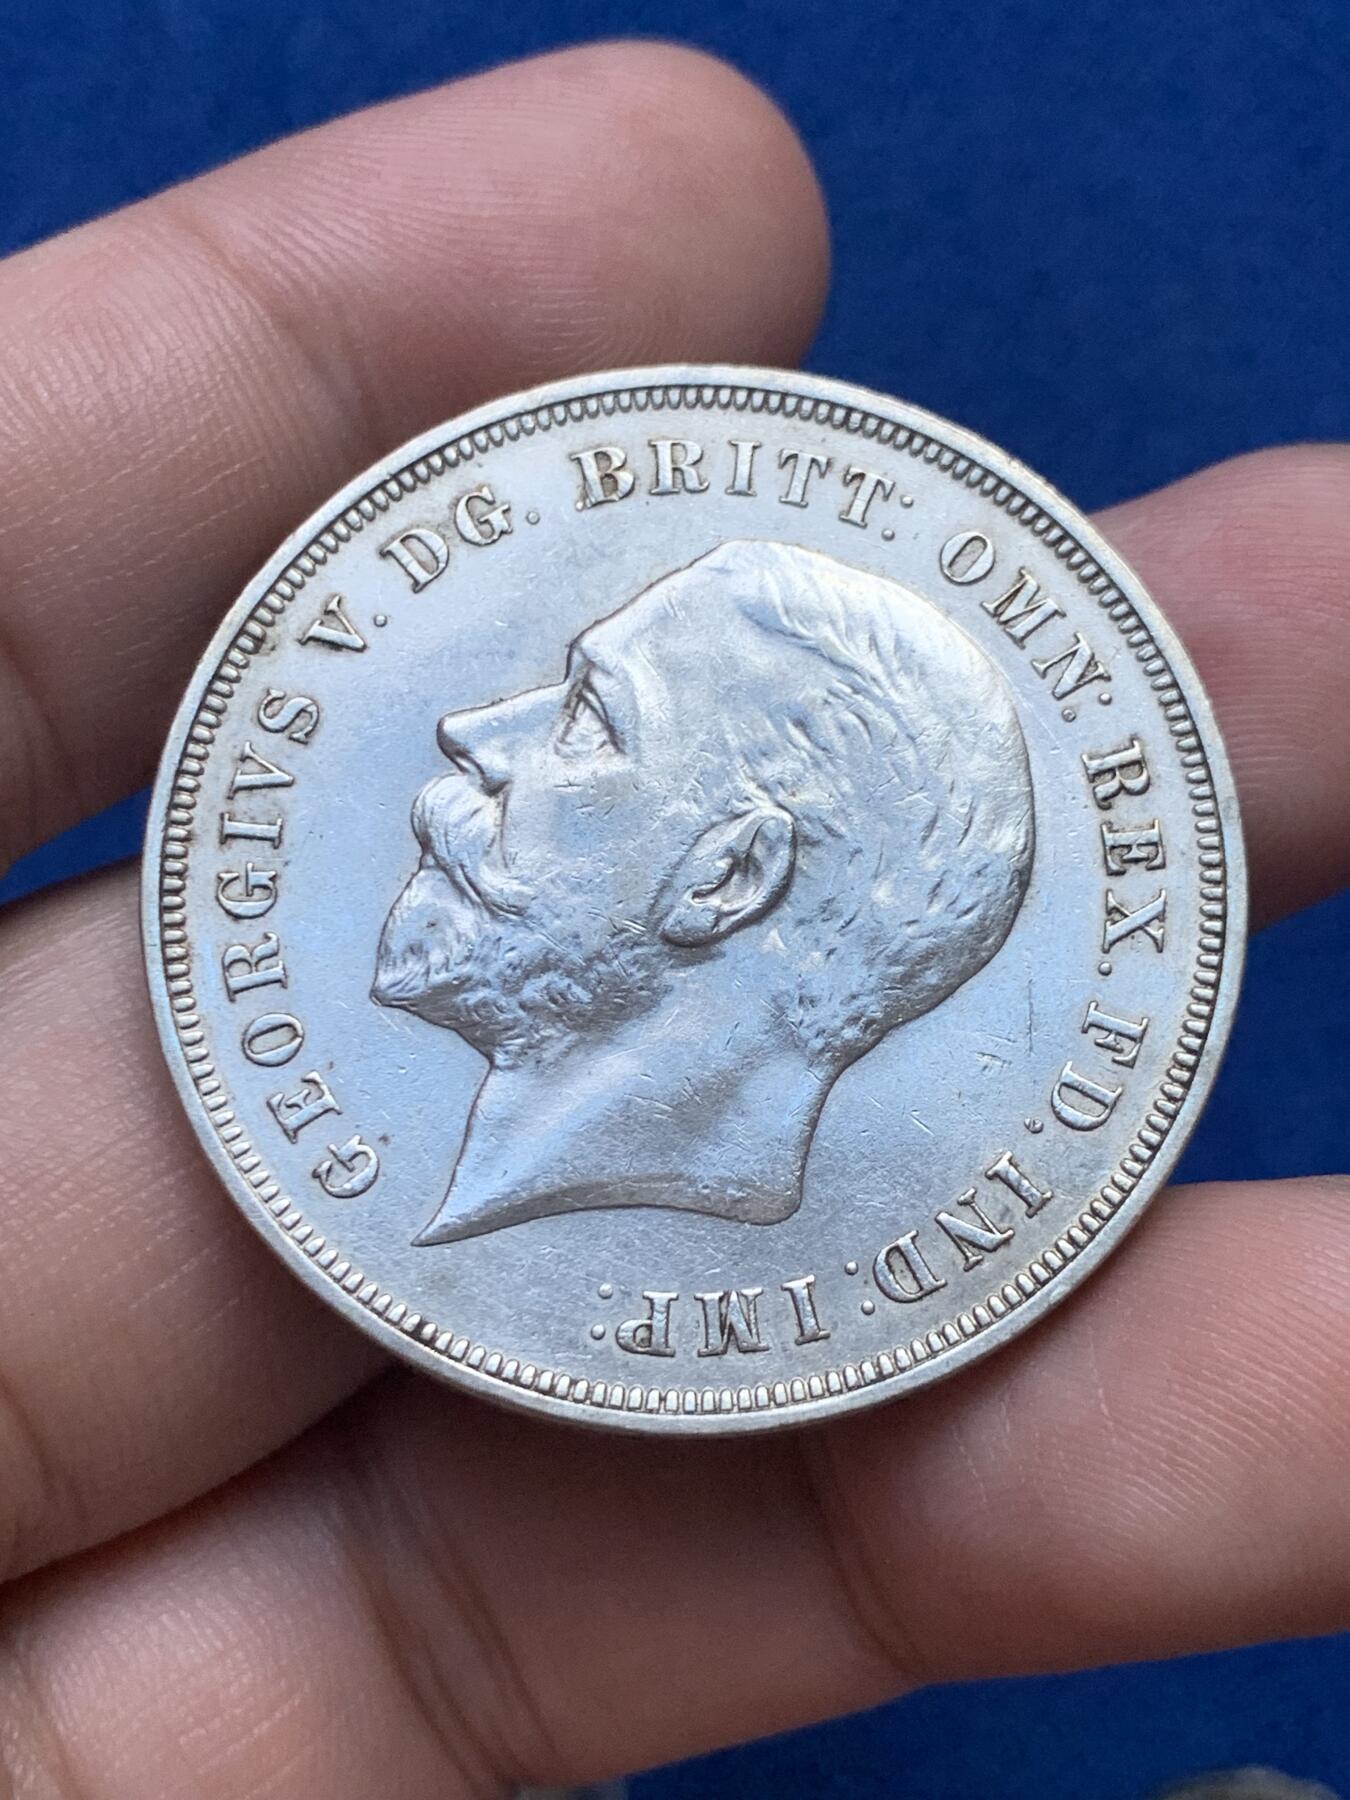 GEORGIVS V. DG. BRITT: OMN: REX. FD. IND: IMP: